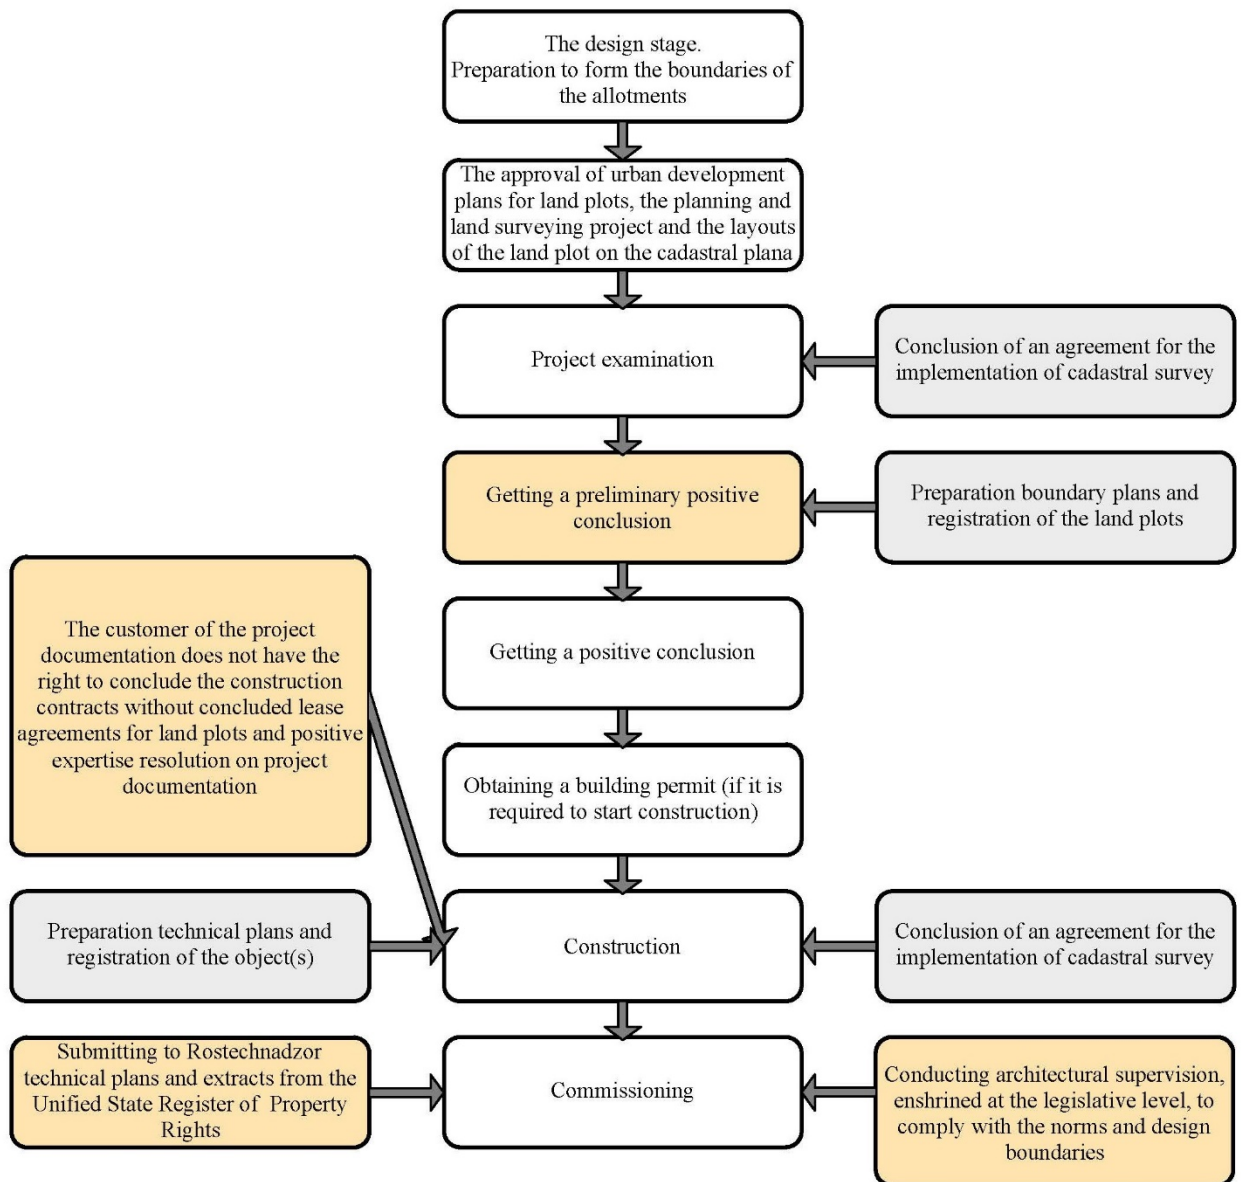 The design stage.
Preparation to form the boundaries of
the allotments
The approval of urban development
plans for land plots, the planning and
land surveying project and the layouts
of the land plot on the cadastral plana
Project examination
Conclusion of an agreement for the
implementation of cadastral survey
Getting a preliminary positive
conclusion
Preparation boundary plans and
registration of the land plots
The customer of the project
documentation does not have the
right to conclude the construction
contracts without concluded lease
agreements for land plots and positive
expertise resolution on project
documentation
Getting a positive conclusion
Obtaining a building permit (if it is
required to start construction)
Preparation technical plans and
registration of the object(s)
Construction
Conclusion of an agreement for the
implementation of cadastral survey
Submitting to Rostechnadzor
technical plans and extracts from the
Unified State Register of Property
Rights
Commissioning
Conducting architectural supervision,
enshrined at the legislative level, to
comply with the norms and design
boundaries